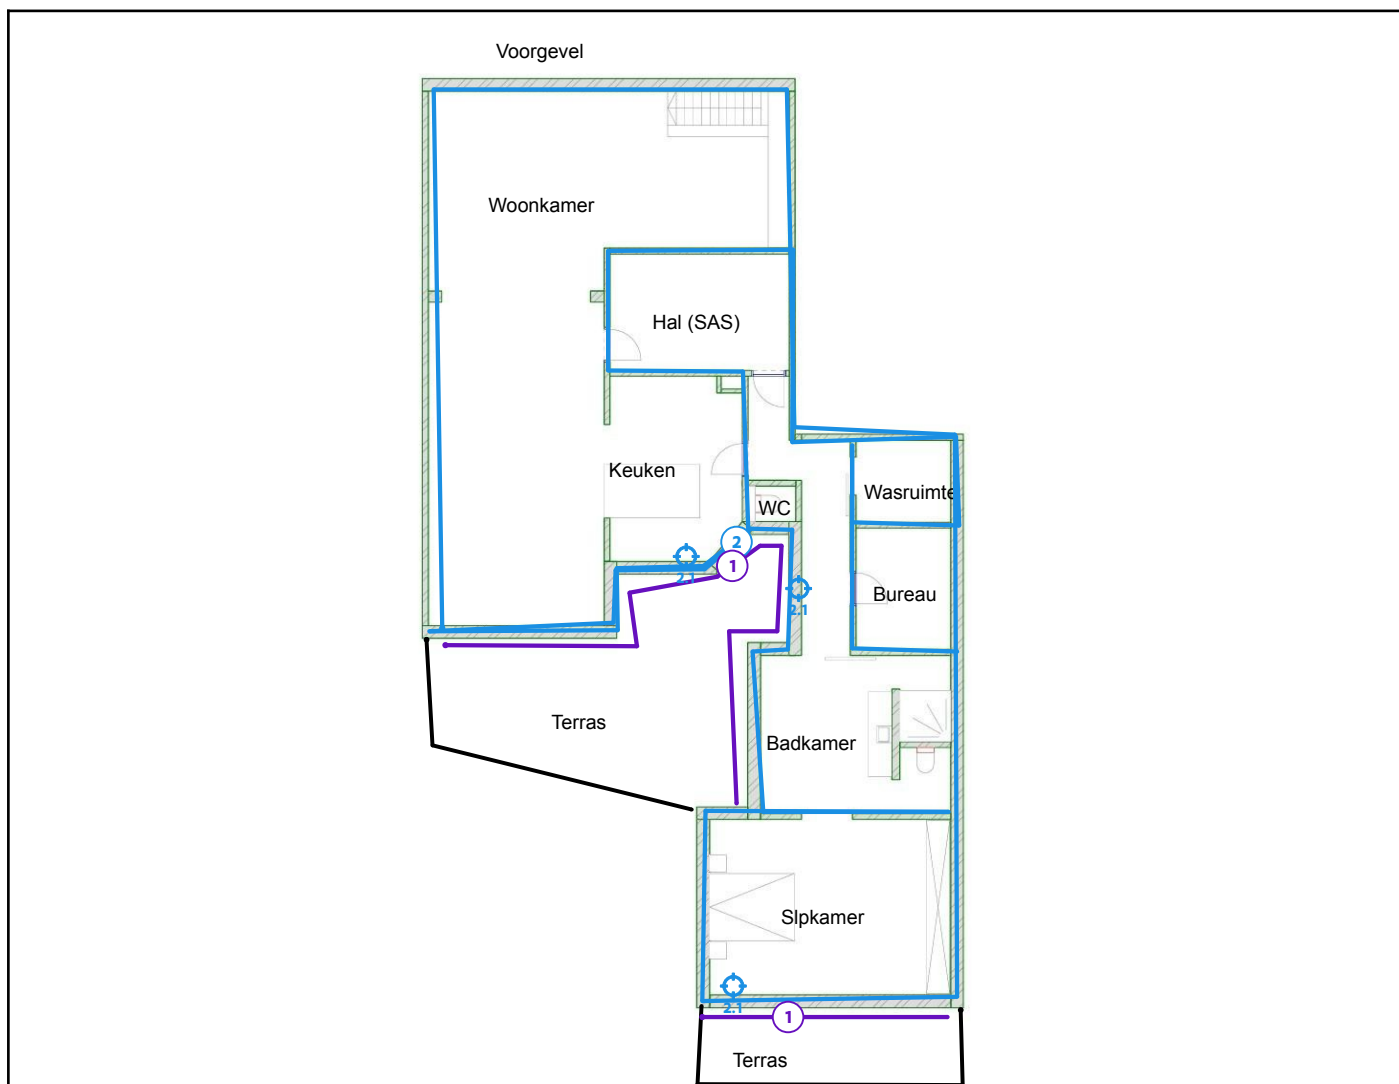 Voorgevel
Woonkamer
Hal (SAS)
Keuken
Wasruimte
WC
2
1
2.1
2.1
Bureau
Terras
Badkamer
Slpkamer
2.1
1
Terras